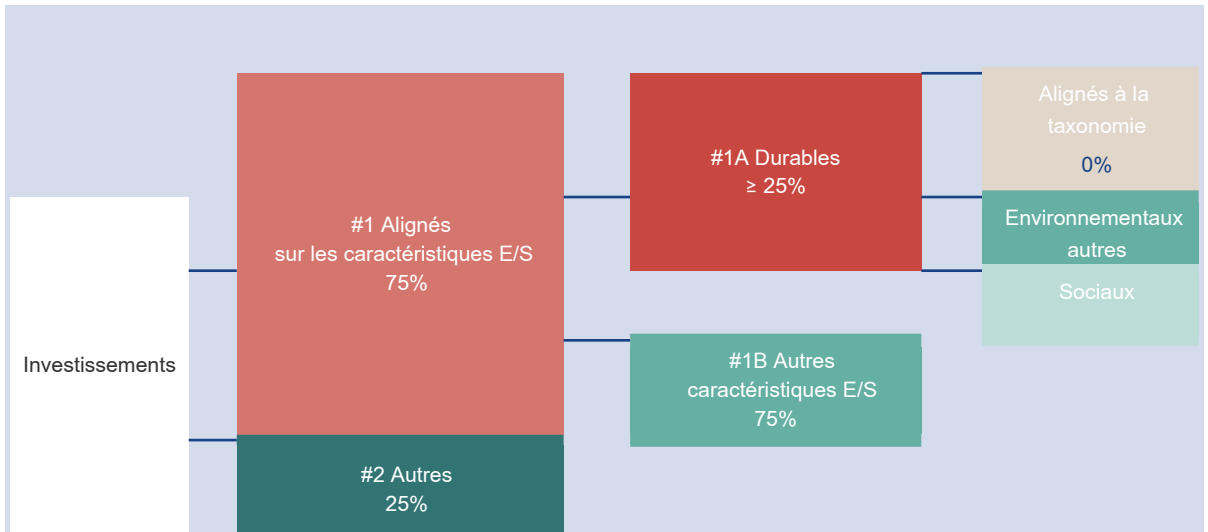 Investissements
#1 Alignés
sur les caractéristiques E/S
75%
#2 Autres
25%
#1A Durables
≥ 25%
#1B Autres
caractéristiques E/S
75%
Alignés à la
taxonomie
0%
Environnementaux
autres
Sociaux